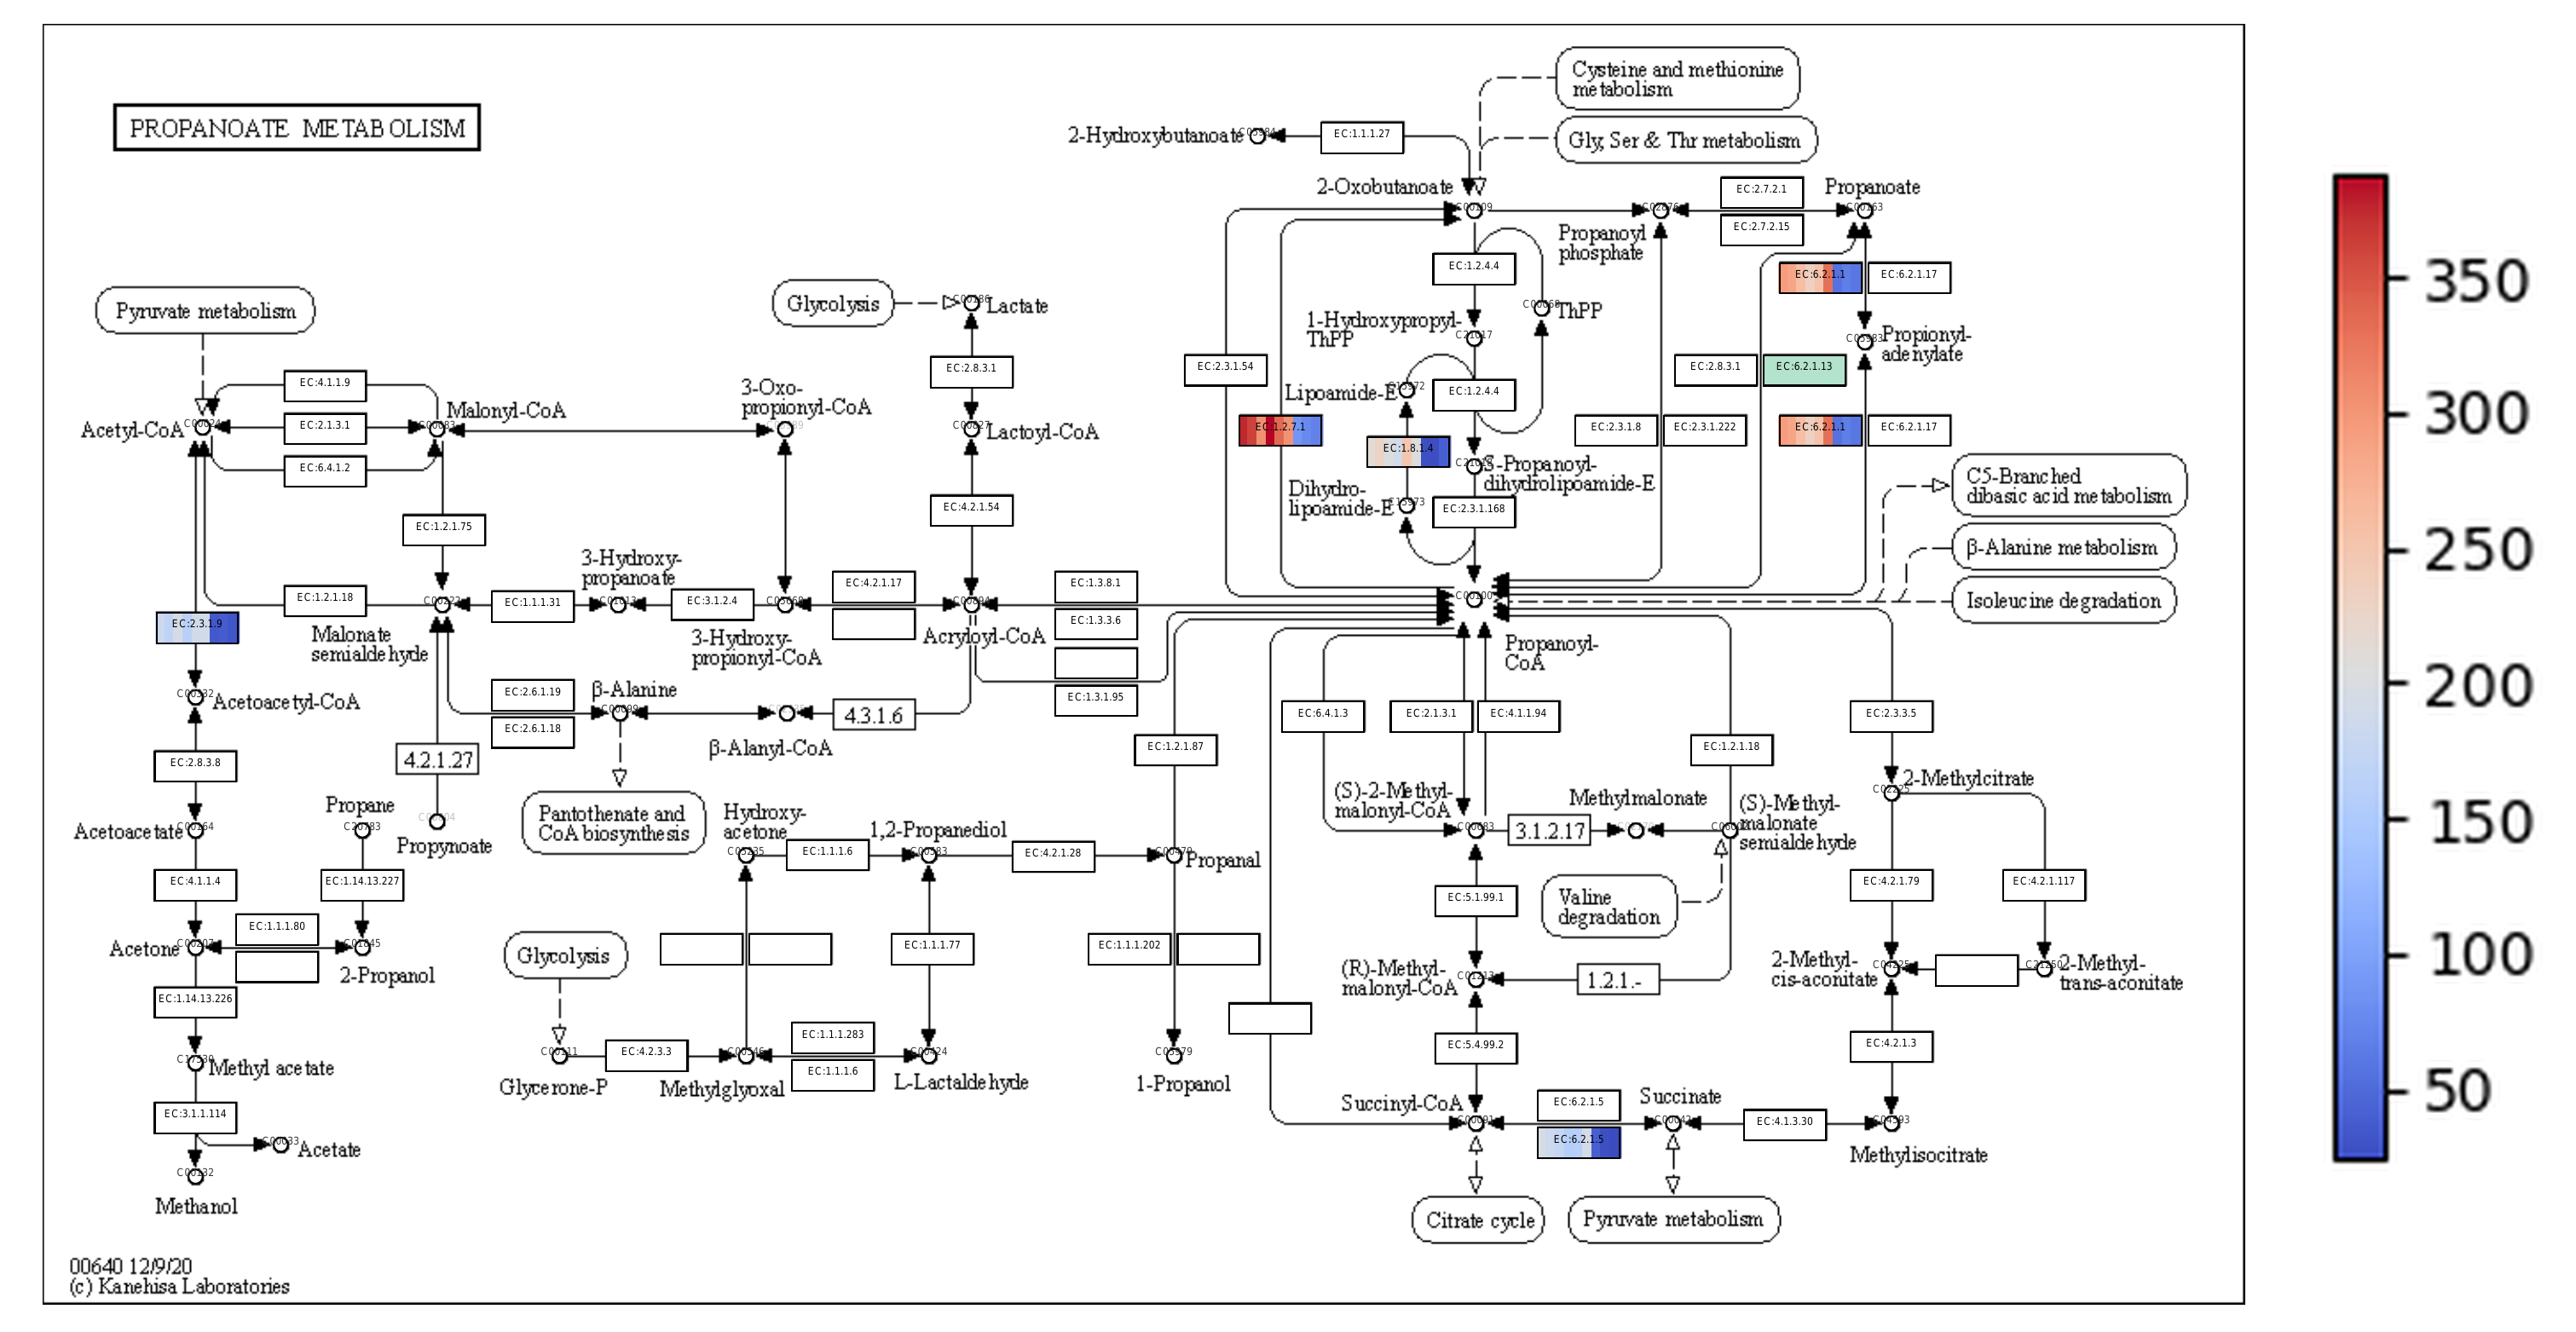 PROPANOATE METABOLISM
Cysteine and methionine
metabolism
2-Hydroxybutanoate
EC:1.1.1.27
Gly, Ser & Thr metabolism
2-Oxobutanoate
EC:2.7.2.1
Propanoate
EC:2.7.2.15
Propanoyl
phosphate
EC:1.2.4.4
EC:6.2.1.1
EC:6.2.1.17
Pyruvate metabolism
Glycolysis
Lactate
1-Hydroxypropyl-
ThPP
ThPP
Propionyl-
adenylate
EC:2.3.1.54
EC:2.8.3.1
EC:6.2.1.13
EC:4.1.1.9
EC:2.8.3.1
3-Oxo-
propionyl-CoA
Lipoamide-E
EC:1.2.4.4
Malonyl-CoA
Acetyl-CoA
EC:2.1.3.1
Lactoyl-CoA
EC:1.2.7.1
EC:2.3.1.8
EC:2.3.1.222
EC:6.2.1.1
EC:6.2.1.17
EC:1.8.1.4
EC:6.4.1.2
S-Propanoyl-
dihydrolipoamide-E
C5-Branched
dibasic acid metabolism
Dihydro-
lipoamide-E
EC:4.2.1.54
EC:2.3.1.168
EC:1.2.1.75
β-Alanine metabolism
3-Hydroxy-
propanoate
EC:4.2.1.17
EC:1.3.8.1
Isoleucine degradation
EC:1.2.1.18
EC:1.1.1.31
EC:3.1.2.4
EC:2.3.1.9
EC:1.3.3.6
Malonate
semialdehyde
3-Hydroxy-
propionyl-CoA
Acryloyl-CoA
Propanoyl-
CoA
EC:2.6.1.19
β-Alanine
EC:1.3.1.95
Acetoacetyl-CoA
4.3.1.6
EC:6.4.1.3
EC:2.1.3.1
EC:4.1.1.94
EC:2.3.3.5
EC:2.6.1.18
β-Alanyl-CoA
EC:1.2.1.87
EC:1.2.1.18
4.2.1.27
EC:2.8.3.8
2-Methylcitrate
(S)-2-Methyl-
malonyl-CoA
Methylmalonate
(S)-Methyl-
malonate
semialdehyde
Propane
Pantothenate and
CoA biosynthesis
Hydroxy-
acetone
1,2-Propanediol
Acetoacetate
3.1.2.17
Propynoate
EC:1.1.1.6
EC:4.2.1.28
Propanal
EC:4.1.1.4
EC:1.14.13.227
EC:5.1.99.1
Valine
degradation
EC:4.2.1.79
EC:4.2.1.117
EC:1.1.1.80
Acetone
Glycolysis
EC:1.1.1.77
EC:1.1.1.202
2-Propanol
(R)-Methyl-
malonyl-CoA
1.2.1.-
2-Methyl-
cis-aconitate
2-Methyl-
trans-aconitate
EC:1.14.13.226
EC:1.1.1.283
EC:4.2.3.3
EC:5.4.99.2
EC:4.2.1.3
Methyl acetate
EC:1.1.1.6
Glycerone-P
Methylglyoxal
L-Lactaldehyde
1-Propanol
EC:3.1.1.114
Succinyl-CoA
EC:6.2.1.5
Succinate
EC:4.1.3.30
EC:6.2.1.5
Acetate
Methylisocitrate
Methanol
Citrate cycle
Pyruvate metabolism
00640 12/9/20
(c) Kanehisa Laboratories
350
300
250
200
150
100
50